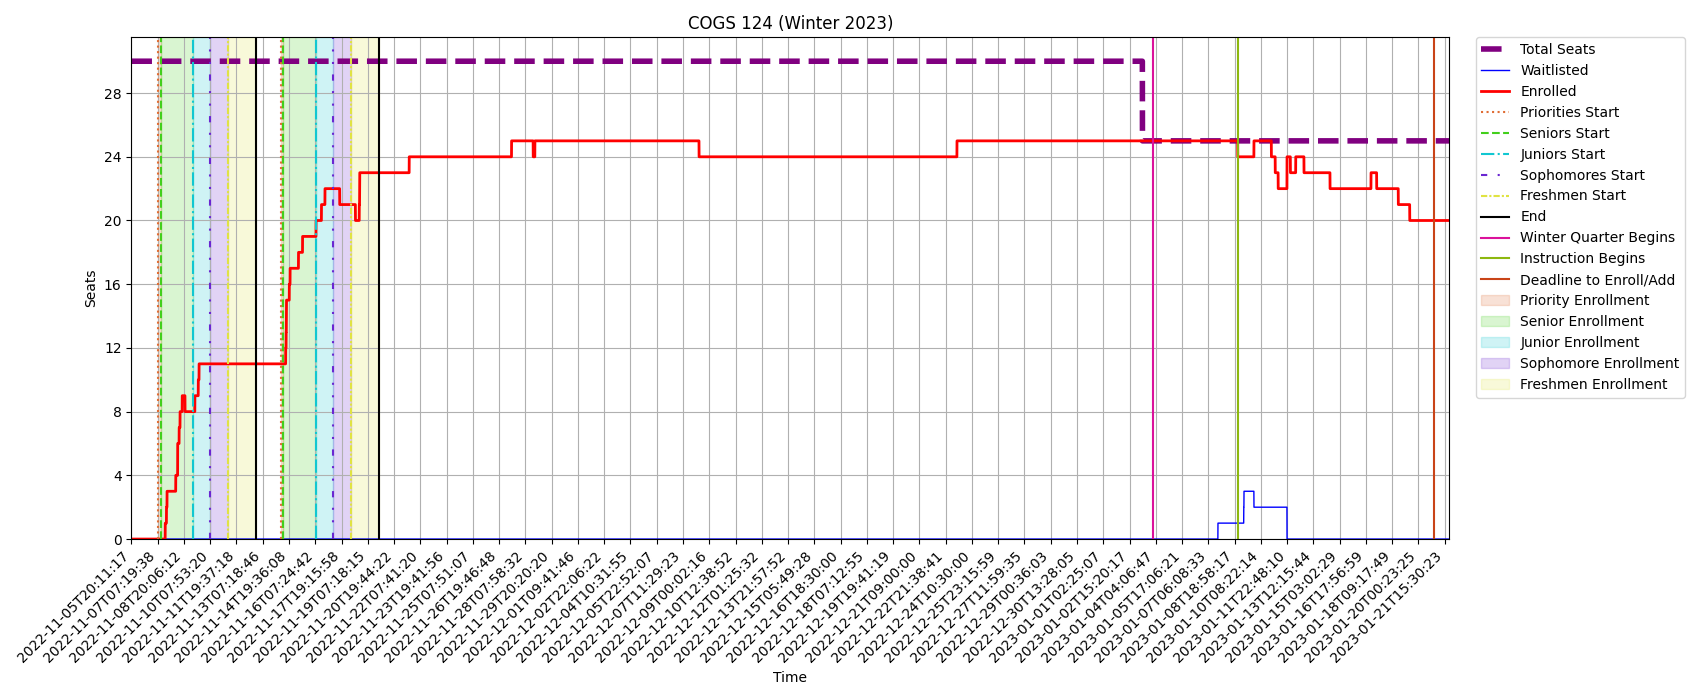 COGS 124 (Winter 2023)
Seats
28
24
20
16
12
8
4
0
2022-11-05T20:11:17
2022-11-07T07:19:38
2022-11-08T20:06:12
2022-11-10T07:53:20
2022-11-11T19:37:18
2022-11-13T07:18:46
2022-11-14T19:36:08
2022-11-16T07:24:42
2022-11-17T19:15:58
2022-11-19T07:18:15
2022-11-20T19:44:22
2022-11-22T07:41:20
2022-11-23T19:41:56
2022-11-25T07:51:07
2022-11-26T19:46:48
2022-11-28T07:58:32
2022-11-29T20:20:20
2022-12-01T09:41:46
2022-12-02T22:06:22
2022-12-04T10:31:55
2022-12-05T22:52:07
2022-12-07T11:29:23
2022-12-09T00:02:16
2022-12-10T12:38:52
2022-12-12T01:25:32
2022-12-13T21:57:52
2022-12-15T05:49:28
2022-12-16T18:30:00
2022-12-18T07:12:55
2022-12-19T19:41:19
2022-12-21T09:00:00
2022-12-22T21:38:41
2022-12-24T10:30:00
2022-12-25T23:15:59
2022-12-27T11:59:35
2022-12-29T00:36:03
2022-12-30T13:28:05
2023-01-01T02:25:07
2023-01-02T15:20:17
2023-01-04T04:06:47
2023-01-05T17:06:21
2023-01-07T06:08:33
2023-01-08T18:58:17
2023-01-10T08:22:14
2023-01-11T22:48:10
2023-01-13T12:15:44
2023-01-15T03:02:29
2023-01-16T17:56:59
2023-01-18T09:17:49
2023-01-20T00:23:25
2023-01-21T15:30:23
Time
Total Seats
Waitlisted
Enrolled
Priorities Start
Seniors Start
Juniors Start
Sophomores Start
Freshmen Start
End
Winter Quarter Begins
Instruction Begins
Deadline to Enroll/Add
Priority Enrollment
Senior Enrollment
Junior Enrollment
Sophomore Enrollment
Freshmen Enrollment